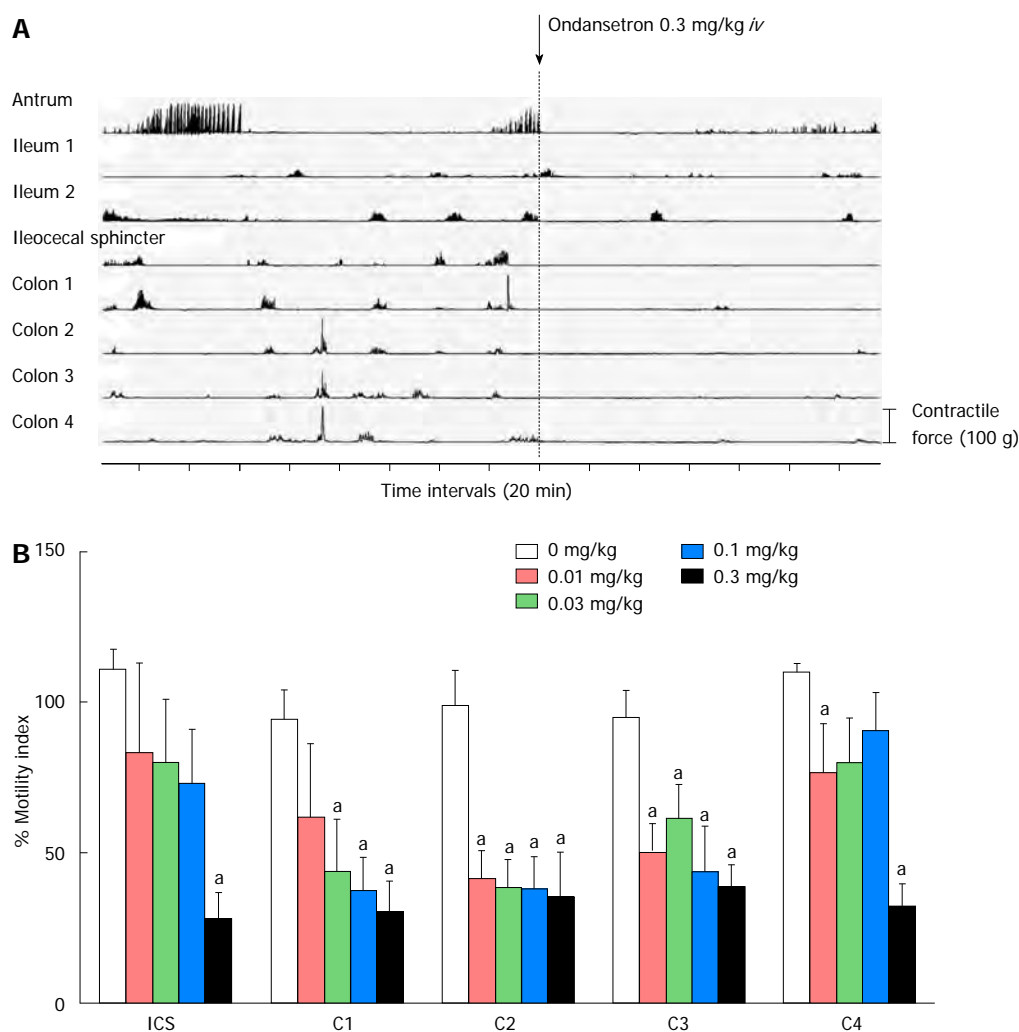 A
Ondansetron 0.3 mg/kg iv
Antrum
Ileum 1
Ileum 2
Ileocecal sphincter
Colon 1
Colon 2
Colon 3
Colon 4
Contractile
force (100 g)
Time intervals (20 min)
B
150
100
50
0
% Motility index
0 mg/kg
0.01 mg/kg
0.03 mg/kg
0.1 mg/kg
0.3 mg/kg
a
a
a
a
a
a
a
a
a
a
a
a
a
a
ICS
C1
C2
C3
C4